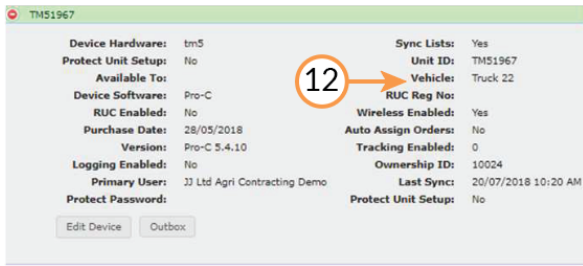 TM51967
Device Hardware: tm5 Sync Lists: Yes
Protect Unit Setup: No Unit ID: TM51967
Available To: 12 Vehicle: Truck 22
Device Software: Pro-C RUC Reg No:
RUC Enabled: No Wireless Enabled: Yes
Purchase Date: 28/05/2018 Auto Assign Orders: No
Version: Pro-C 5.4.10 Tracking Enabled: 0
Logging Enabled: No Ownership ID: 10024
Primary User: JJ Ltd Agri Contracting Demo Last Sync: 20/07/2018 10:20 AM
Protect Password: Protect Unit Setup: No
Edit Device Outbox